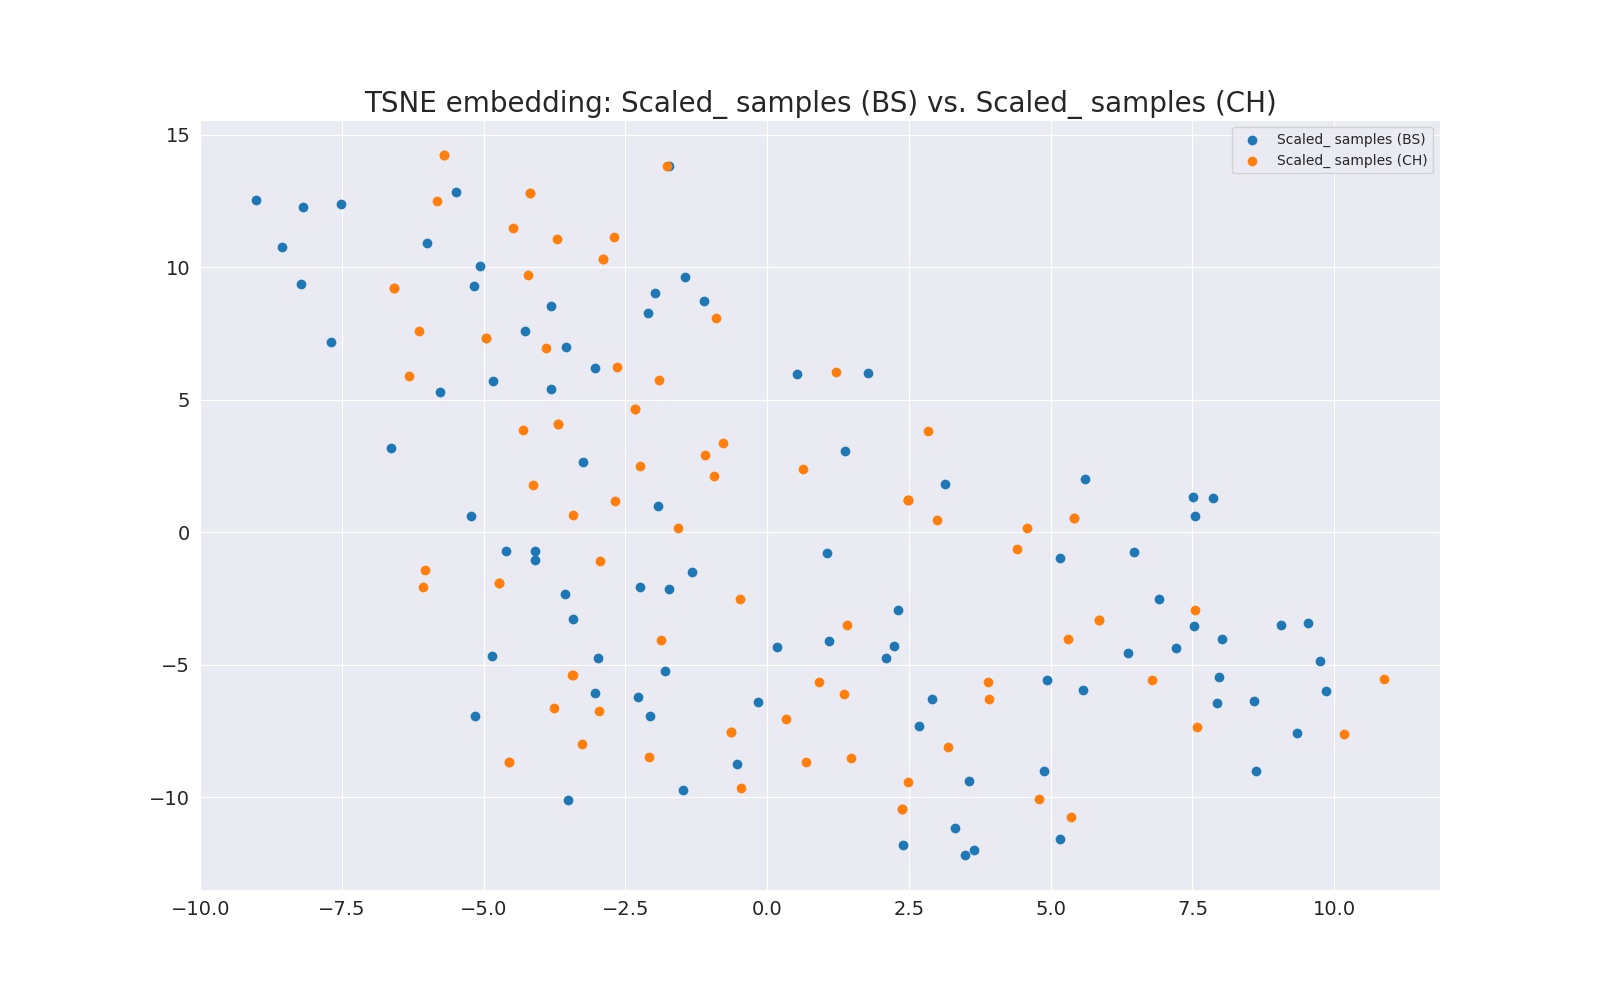 TSNE embedding: Scaled_ samples (BS) vs. Scaled_ samples (CH)
Scaled_ samples (BS)
Scaled_ samples (CH)
15
10
5
0
−5
−10
−10.0 −7.5 −5.0 −2.5 0.0 2.5 5.0 7.5 10.0